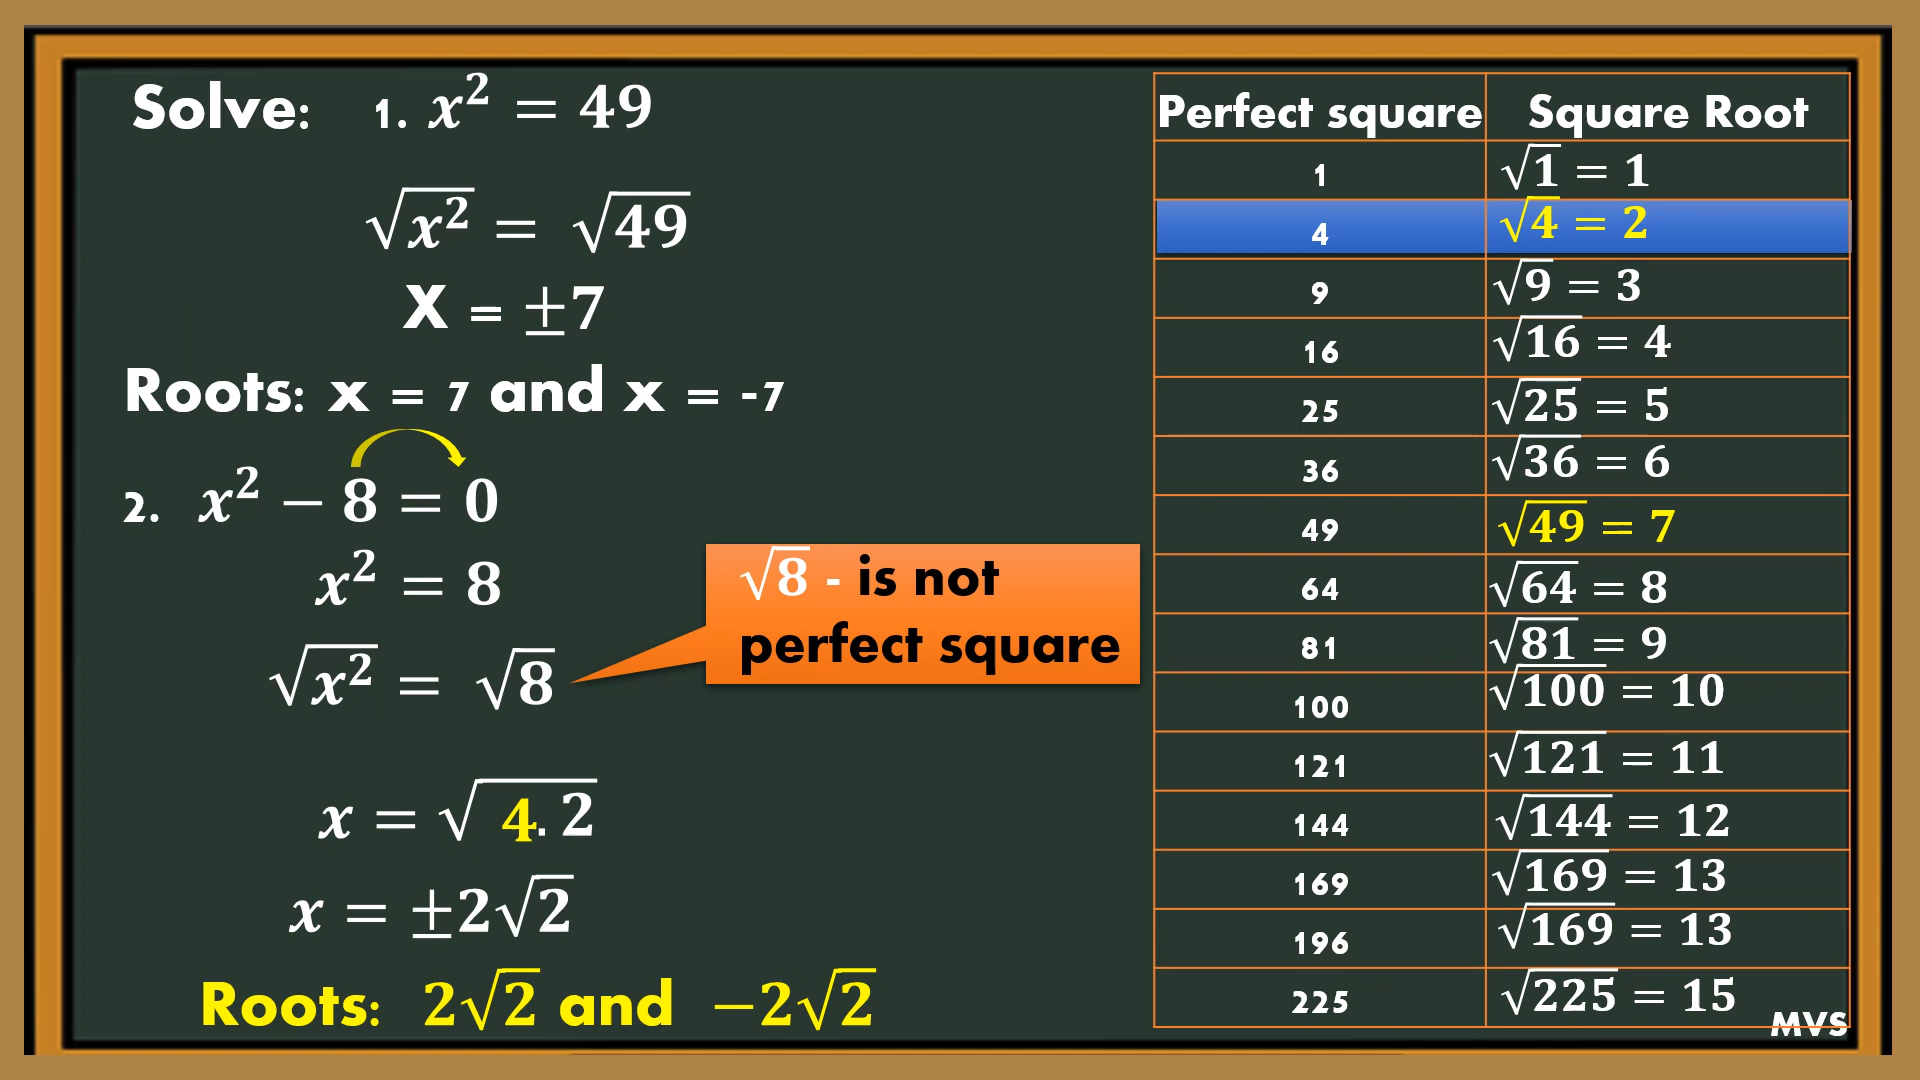 Solve: 1. x² = 49
√x² = √49
X = ±7
Roots: x = 7 and x = -7
2. x² − 8 = 0
x² = 8
√x² = √8
√8 - is not
perfect square
x = √4. 2
x = ±2√2
Roots: 2√2 and −2√2
Perfect square Square Root
1 √1 = 1
4 √4 = 2
9 √9 = 3
16 √16 = 4
25 √25 = 5
36 √36 = 6
49 √49 = 7
64 √64 = 8
81 √81 = 9
100 √100 = 10
121 √121 = 11
144 √144 = 12
169 √169 = 13
196 √169 = 13
225 √225 = 15
MVS